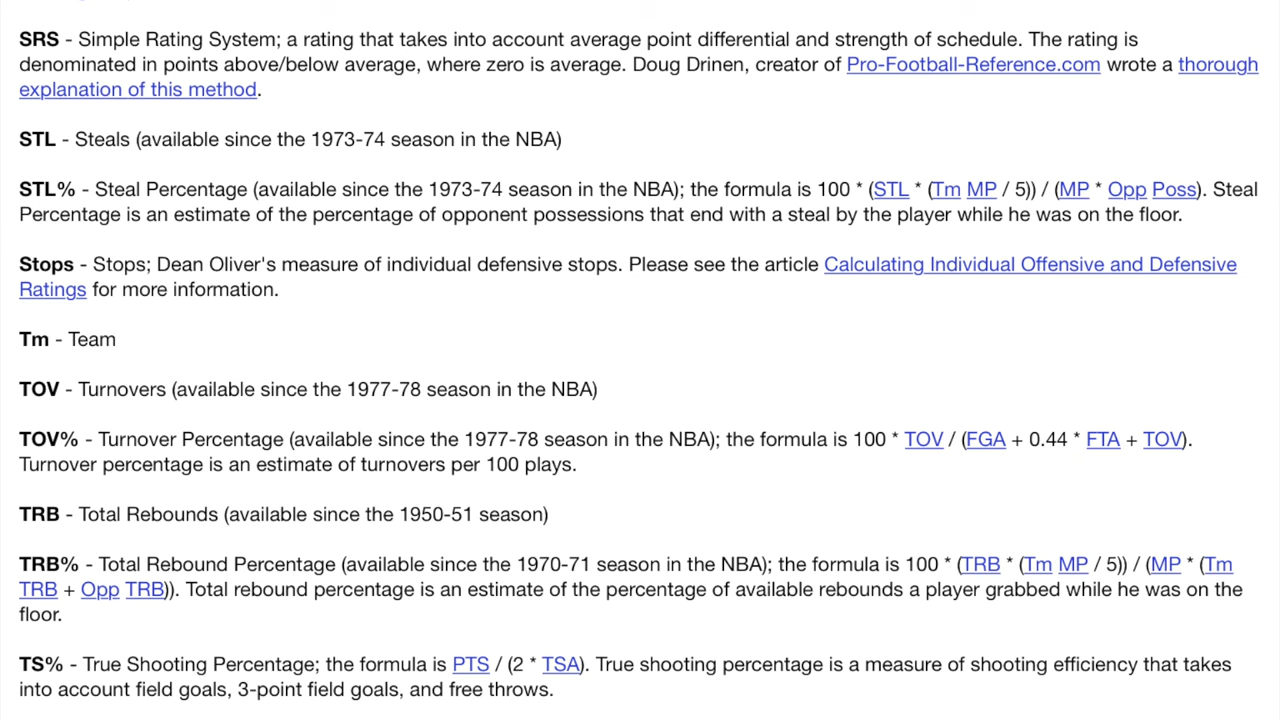 SRS - Simple Rating System; a rating that takes into account average point differential and strength of schedule. The rating is
denominated in points above/below average, where zero is average. Doug Drinen, creator of Pro-Football-Reference.com wrote a thorough
explanation of this method.
STL - Steals (available since the 1973-74 season in the NBA)
STL% - Steal Percentage (available since the 1973-74 season in the NBA); the formula is 100 * (STL * (Tm MP / 5)) / (MP * Opp Poss). Steal
Percentage is an estimate of the percentage of opponent possessions that end with a steal by the player while he was on the floor.
Stops - Stops; Dean Oliver's measure of individual defensive stops. Please see the article Calculating Individual Offensive and Defensive
Ratings for more information.
Tm - Team
TOV - Turnovers (available since the 1977-78 season in the NBA)
TOV% - Turnover Percentage (available since the 1977-78 season in the NBA); the formula is 100 * TOV / (FGA + 0.44 * FTA + TOV).
Turnover percentage is an estimate of turnovers per 100 plays.
TRB - Total Rebounds (available since the 1950-51 season)
TRB% - Total Rebound Percentage (available since the 1970-71 season in the NBA); the formula is 100 * (TRB * (Tm MP / 5)) / (MP * (Tm
TRB + Opp TRB)). Total rebound percentage is an estimate of the percentage of available rebounds a player grabbed while he was on the
floor.
TS% - True Shooting Percentage; the formula is PTS / (2 * TSA). True shooting percentage is a measure of shooting efficiency that takes
into account field goals, 3-point field goals, and free throws.